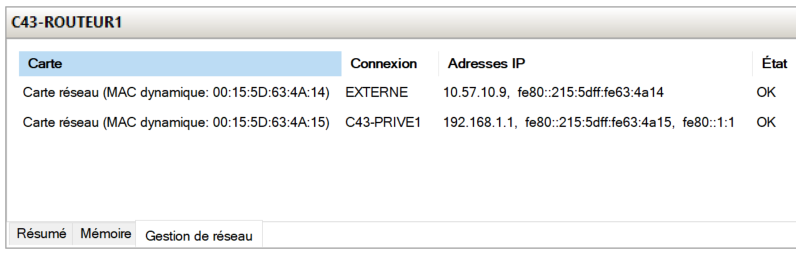 C43-ROUTEUR1
Carte Connexion Adresses IP État
Carte réseau (MAC dynamique: 00:15:5D:63:4A:14) EXTERNE 10.57.10.9, fe80::215:5dff:fe63:4a14 OK
Carte réseau (MAC dynamique: 00:15:5D:63:4A:15) C43-PRIVE1 192.168.1.1, fe80::215:5dff:fe63:4a15, fe80::1:1 OK
Résumé Mémoire Gestion de réseau